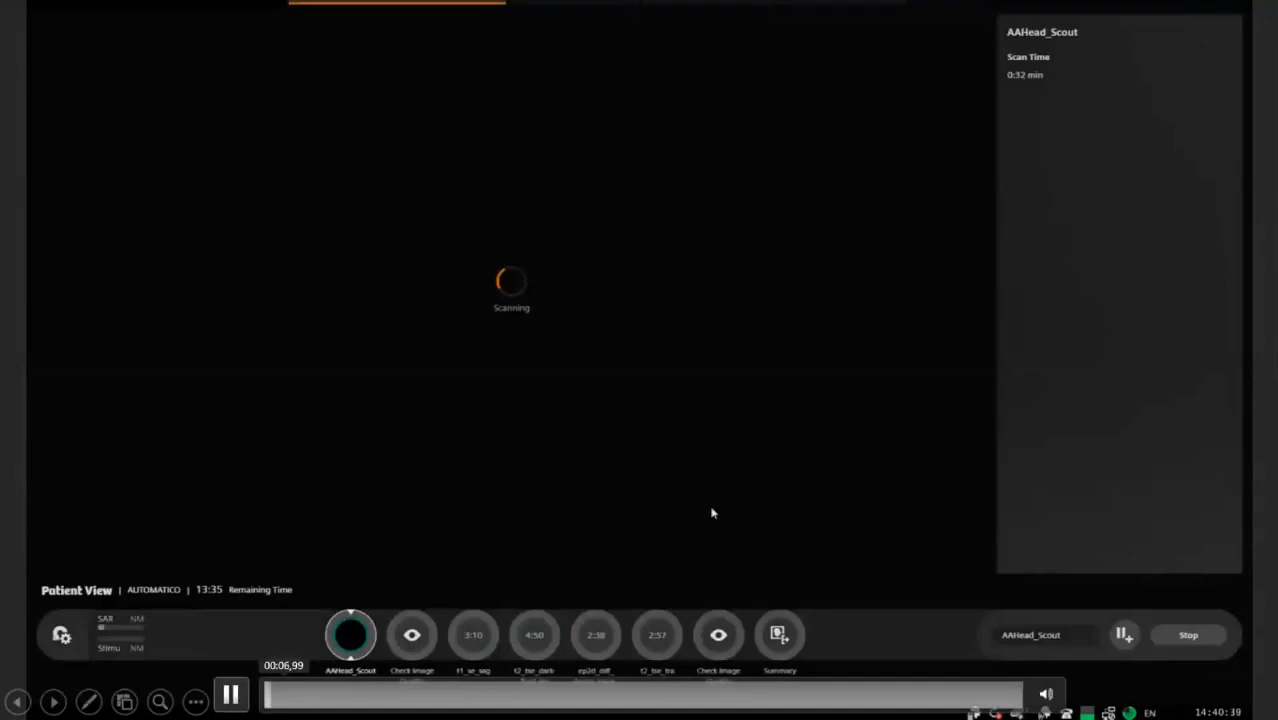 AAHead_Scout
Scan Time
0:32 min
Scanning
Patient View | AUTOMATICO | 13:35 Remaining Time
SAR NM
Stimu NM
3:10 4:50 2:38 2:57
AAHead_Scout Stop
AAHead_Scout Check Image t1_se_sag t2_tse_dark ep2d_diff_ t2_tse_tra Check Image Summary
00:06,99
EN 14:40:39